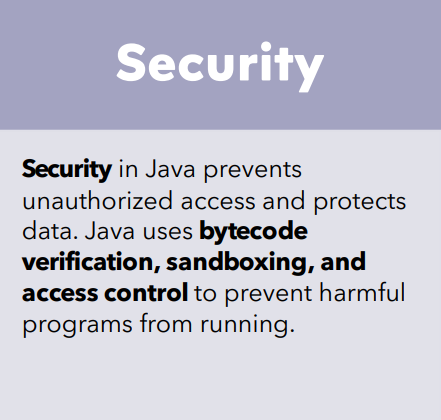 Security
Security in Java prevents
unauthorized access and protects
data. Java uses bytecode
verification, sandboxing, and
access control to prevent harmful
programs from running.